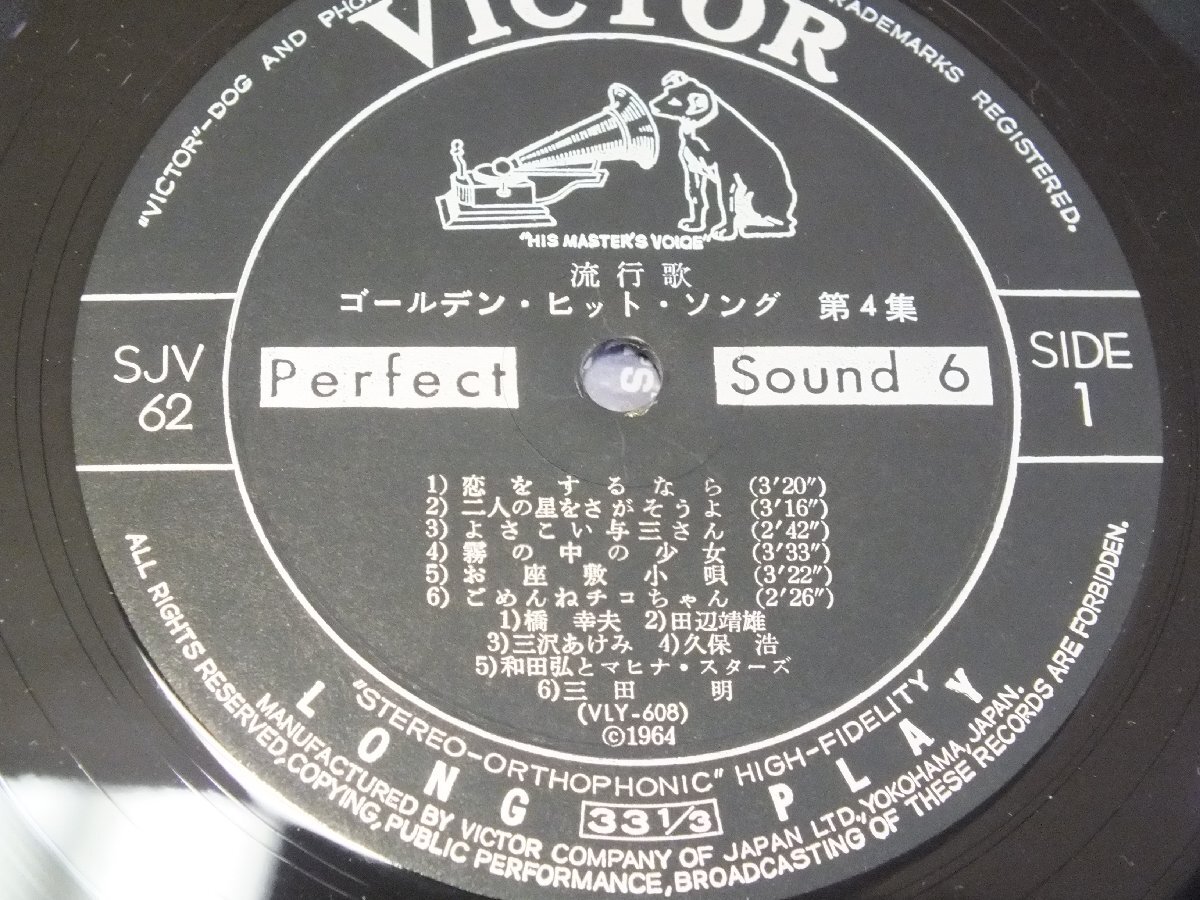 VICTOR
"VICTOR"-DOG AND
TRADEMARKS REGISTERED.
"HIS MASTER'S VOICE"
流行歌
ゴールデン・ヒット・ソング 第4集
SJV
62
Perfect Sound 6
SIDE
1
S
1) 恋をするなら (3'20")
2) 二人の星をさがそうよ (3'16")
3) よさこい与三さん (2'42")
4) 霧の中の少女 (3'33")
5) お座敷小唄 (3'22")
6) ごめんねチコちゃん (2'26")
1) 橋 幸夫 2) 田辺靖雄
3) 三沢あけみ 4) 久保 浩
5) 和田弘とマヒナ・スターズ
6) 三田 明
(VLY-608)
©1964
"STEREO-ORTHOPHONIC" HIGH-FIDELITY
LONG PLAY
33 1/3
MANUFACTURED BY VICTOR COMPANY OF JAPAN LTD., YOKOHAMA, JAPAN.
ALL RIGHTS RESERVED, COPYING, PUBLIC PERFORMANCE, BROADCASTING OF THESE RECORDS ARE FORBIDDEN.